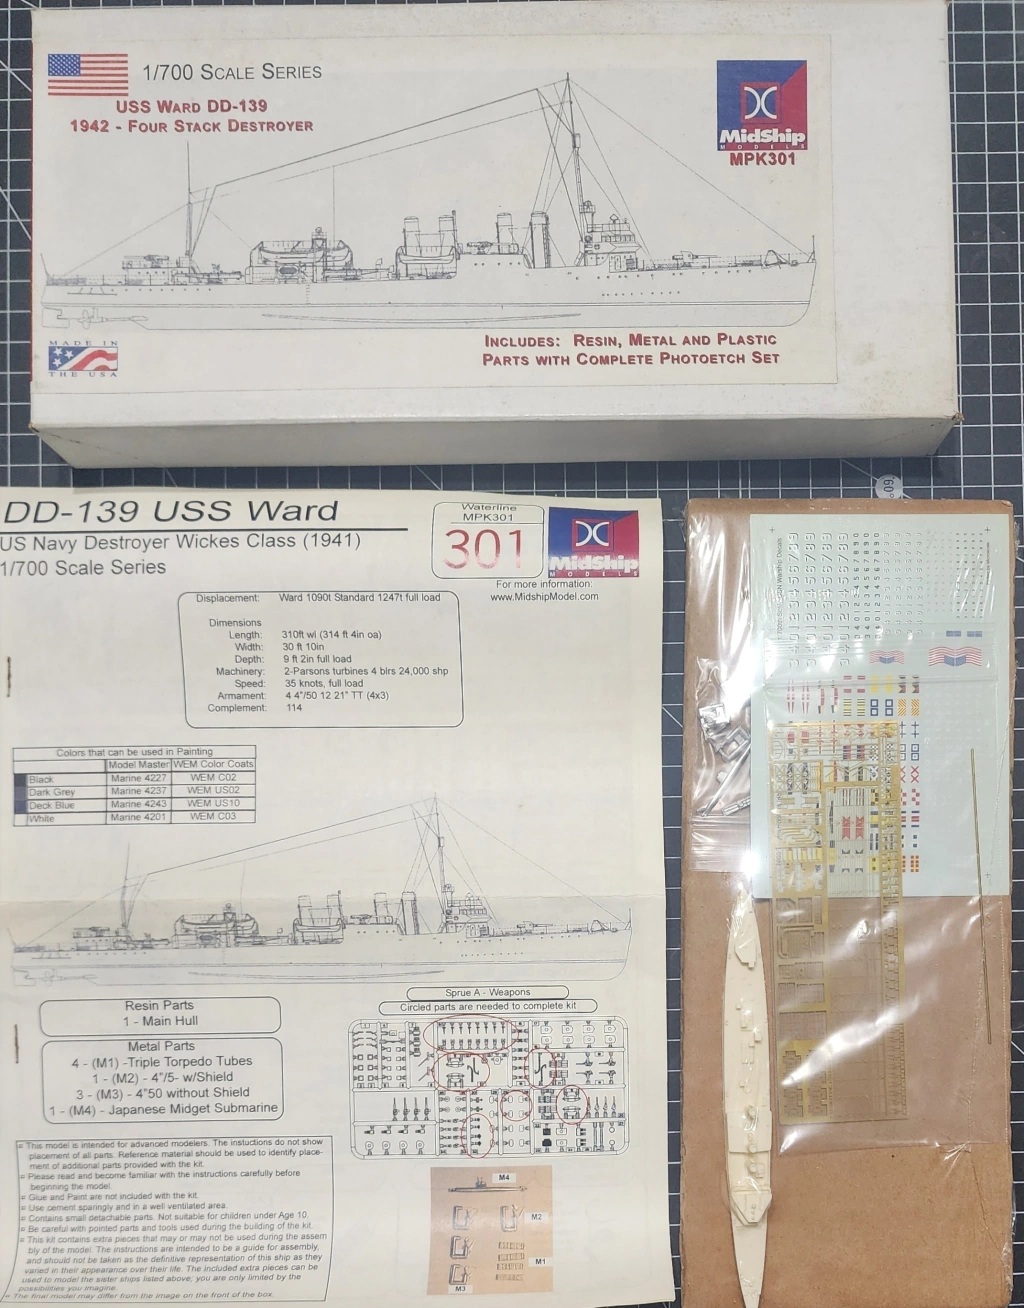 1/700 SCALE SERIES
USS WARD DD-139
1942 - FOUR STACK DESTROYER
MidShip
MODELS
MPK301
MADE IN
THE USA
INCLUDES: RESIN, METAL AND PLASTIC
PARTS WITH COMPLETE PHOTOETCH SET
DD-139 USS Ward
US Navy Destroyer Wickes Class (1941)
1/700 Scale Series
Waterline
MPK301
301
MidShip
MODELS
For more information:
www.MidshipModel.com
Displacement: Ward 1090t Standard 1247t full load
Dimensions
Length: 310ft wl (314 ft 4in oa)
Width: 30 ft 10in
Depth: 9 ft 2in full load
Machinery: 2-Parsons turbines 4 blrs 24,000 shp
Speed: 35 knots, full load
Armament: 4 4"/50 12 21" TT (4x3)
Complement: 114
Colors that can be used in Painting
Model Master WEM Color Coats
Black Marine 4227 WEM C02
Dark Grey Marine 4237 WEM US02
Deck Blue Marine 4243 WEM US10
White Marine 4201 WEM C03
Resin Parts
1 - Main Hull
Metal Parts
4 - (M1) -Triple Torpedo Tubes
1 - (M2) - 4"/5- w/Shield
3 - (M3) - 4"50 without Shield
1 - (M4) - Japanese Midget Submarine
Sprue A - Weapons
Circled parts are needed to complete kit
This model is intended for advanced modelers. The instuctions do not show
placement of all parts. Reference material should be used to identify place-
ment of additional parts provided with the kit.
Please read and become familiar with the instructions carefully before
beginning the model.
Glue and Paint are not included with the kit.
Use cement sparingly and in a well ventilated area.
Contains small detachable parts. Not suitable for children under Age 10.
Be careful with pointed parts and tools used during the building of the kit.
This kit contains extra pieces that may or may not be used during the assem
bly of the model. The instructions are intended to be a guide for assembly,
and should not be taken as the definitive representation of this ship as they
varied in their appearance over their life. The included extra pieces can be
used to model the sister ships listed above; you are only limited by the
possibilities you imagine.
The final model may differ from the image on the front of the box.
M4
M2
M1
M3